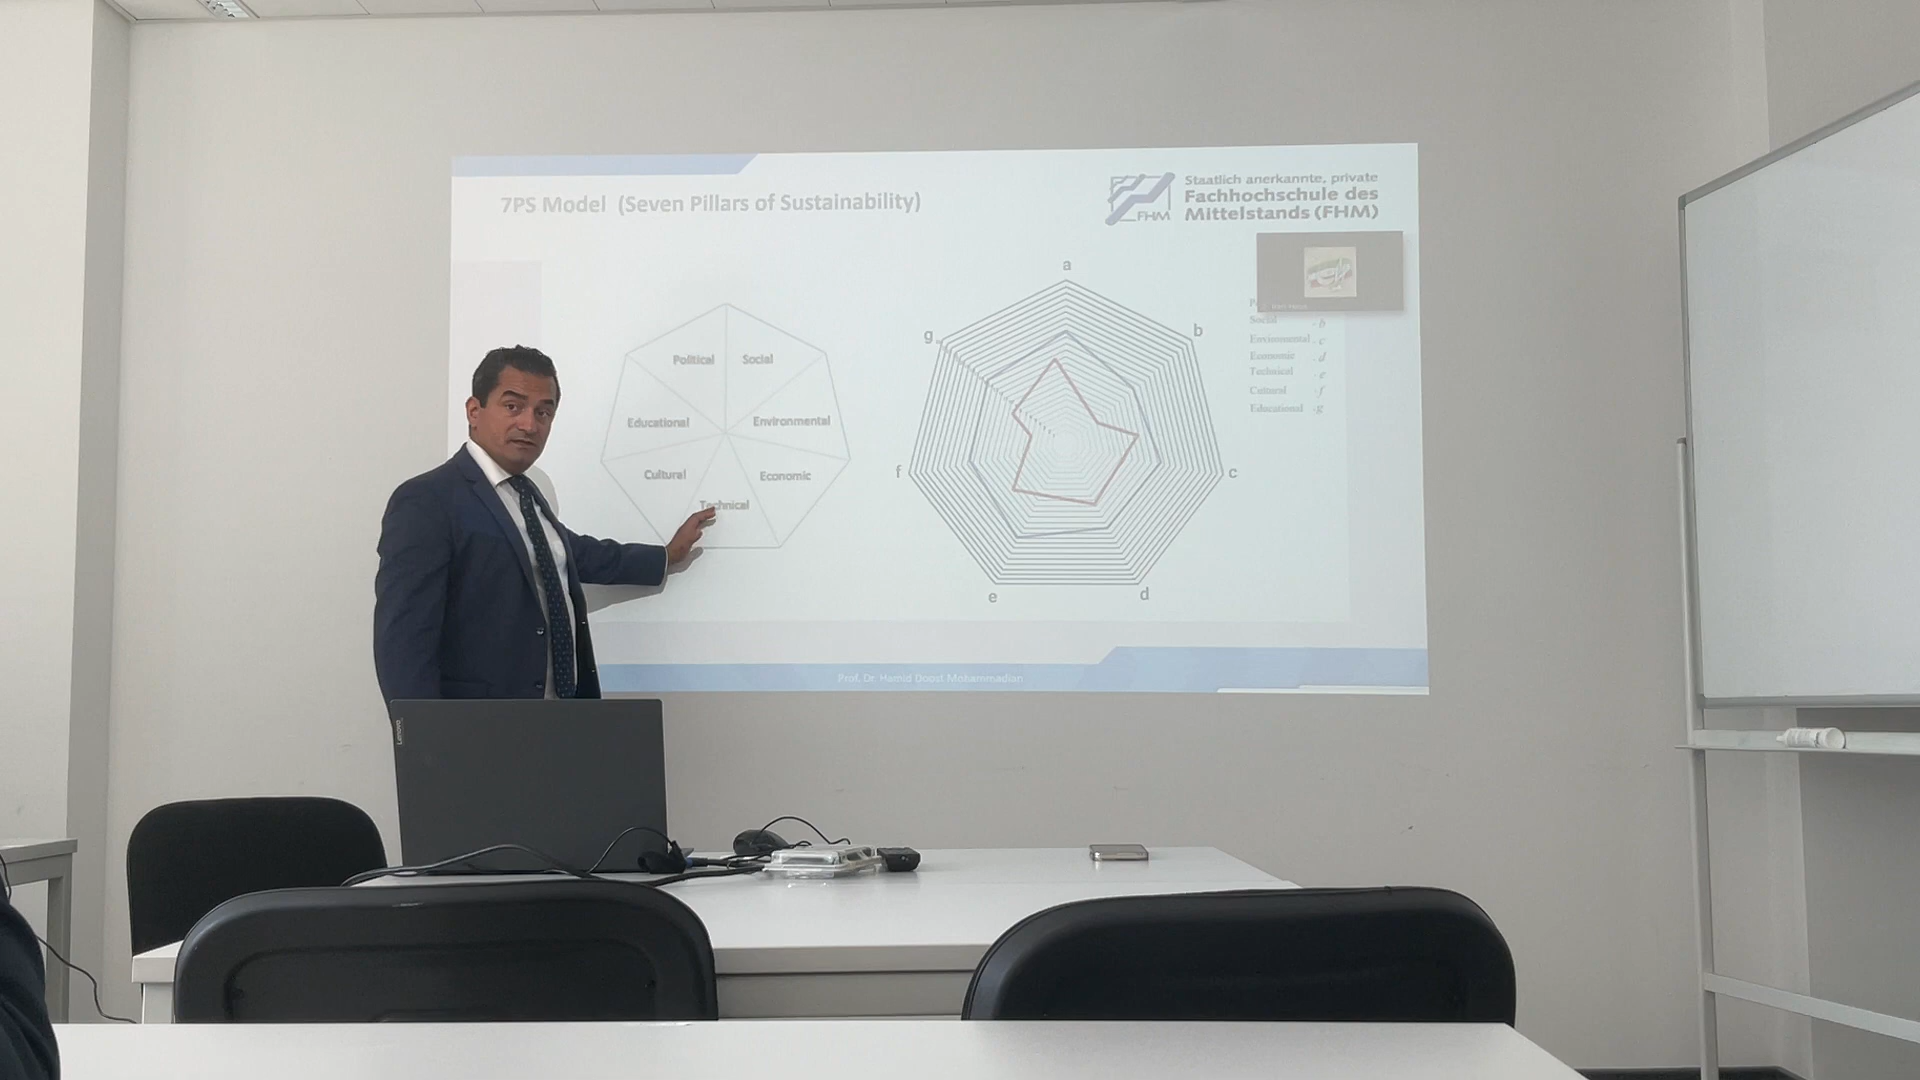 7PS Model (Seven Pillars of Sustainability)
FHM
Staatlich anerkannte, private
Fachhochschule des
Mittelstands (FHM)
Political
Social
Educational
Environmental
Cultural
Economic
Technical
a
b
c
d
e
f
g
Social - b
Environmental - c
Economic - d
Technical - e
Cultural - f
Educational - g
Prof. Dr. Hamid Doost Mohammadian
Lenovo